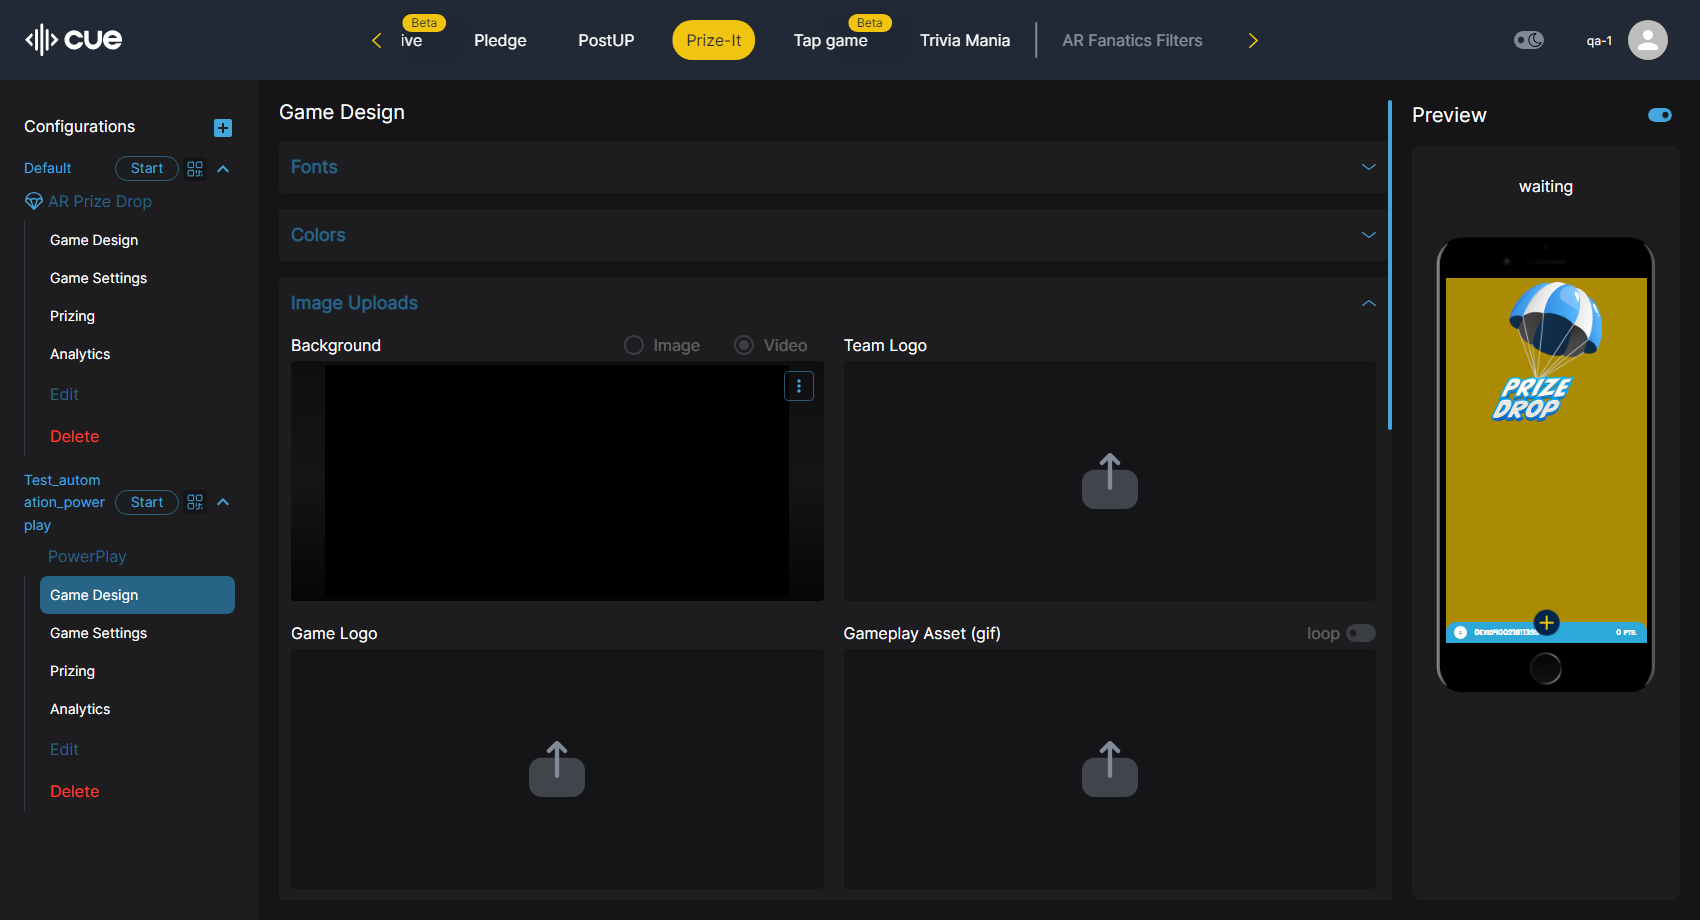 cue
Beta
ive
Pledge
PostUP
Prize-It
Beta
Tap game
Trivia Mania
AR Fanatics Filters
qa-1
Configurations
Default
Start
AR Prize Drop
Game Design
Game Settings
Prizing
Analytics
Edit
Delete
Test_autom
ation_power
play
Start
PowerPlay
Game Design
Game Settings
Prizing
Analytics
Edit
Delete
Game Design
Fonts
Colors
Image Uploads
Background
Image
Video
Team Logo
Game Logo
Gameplay Asset (gif)
loop
Preview
waiting
PRIZE
DROP
0 PTS.